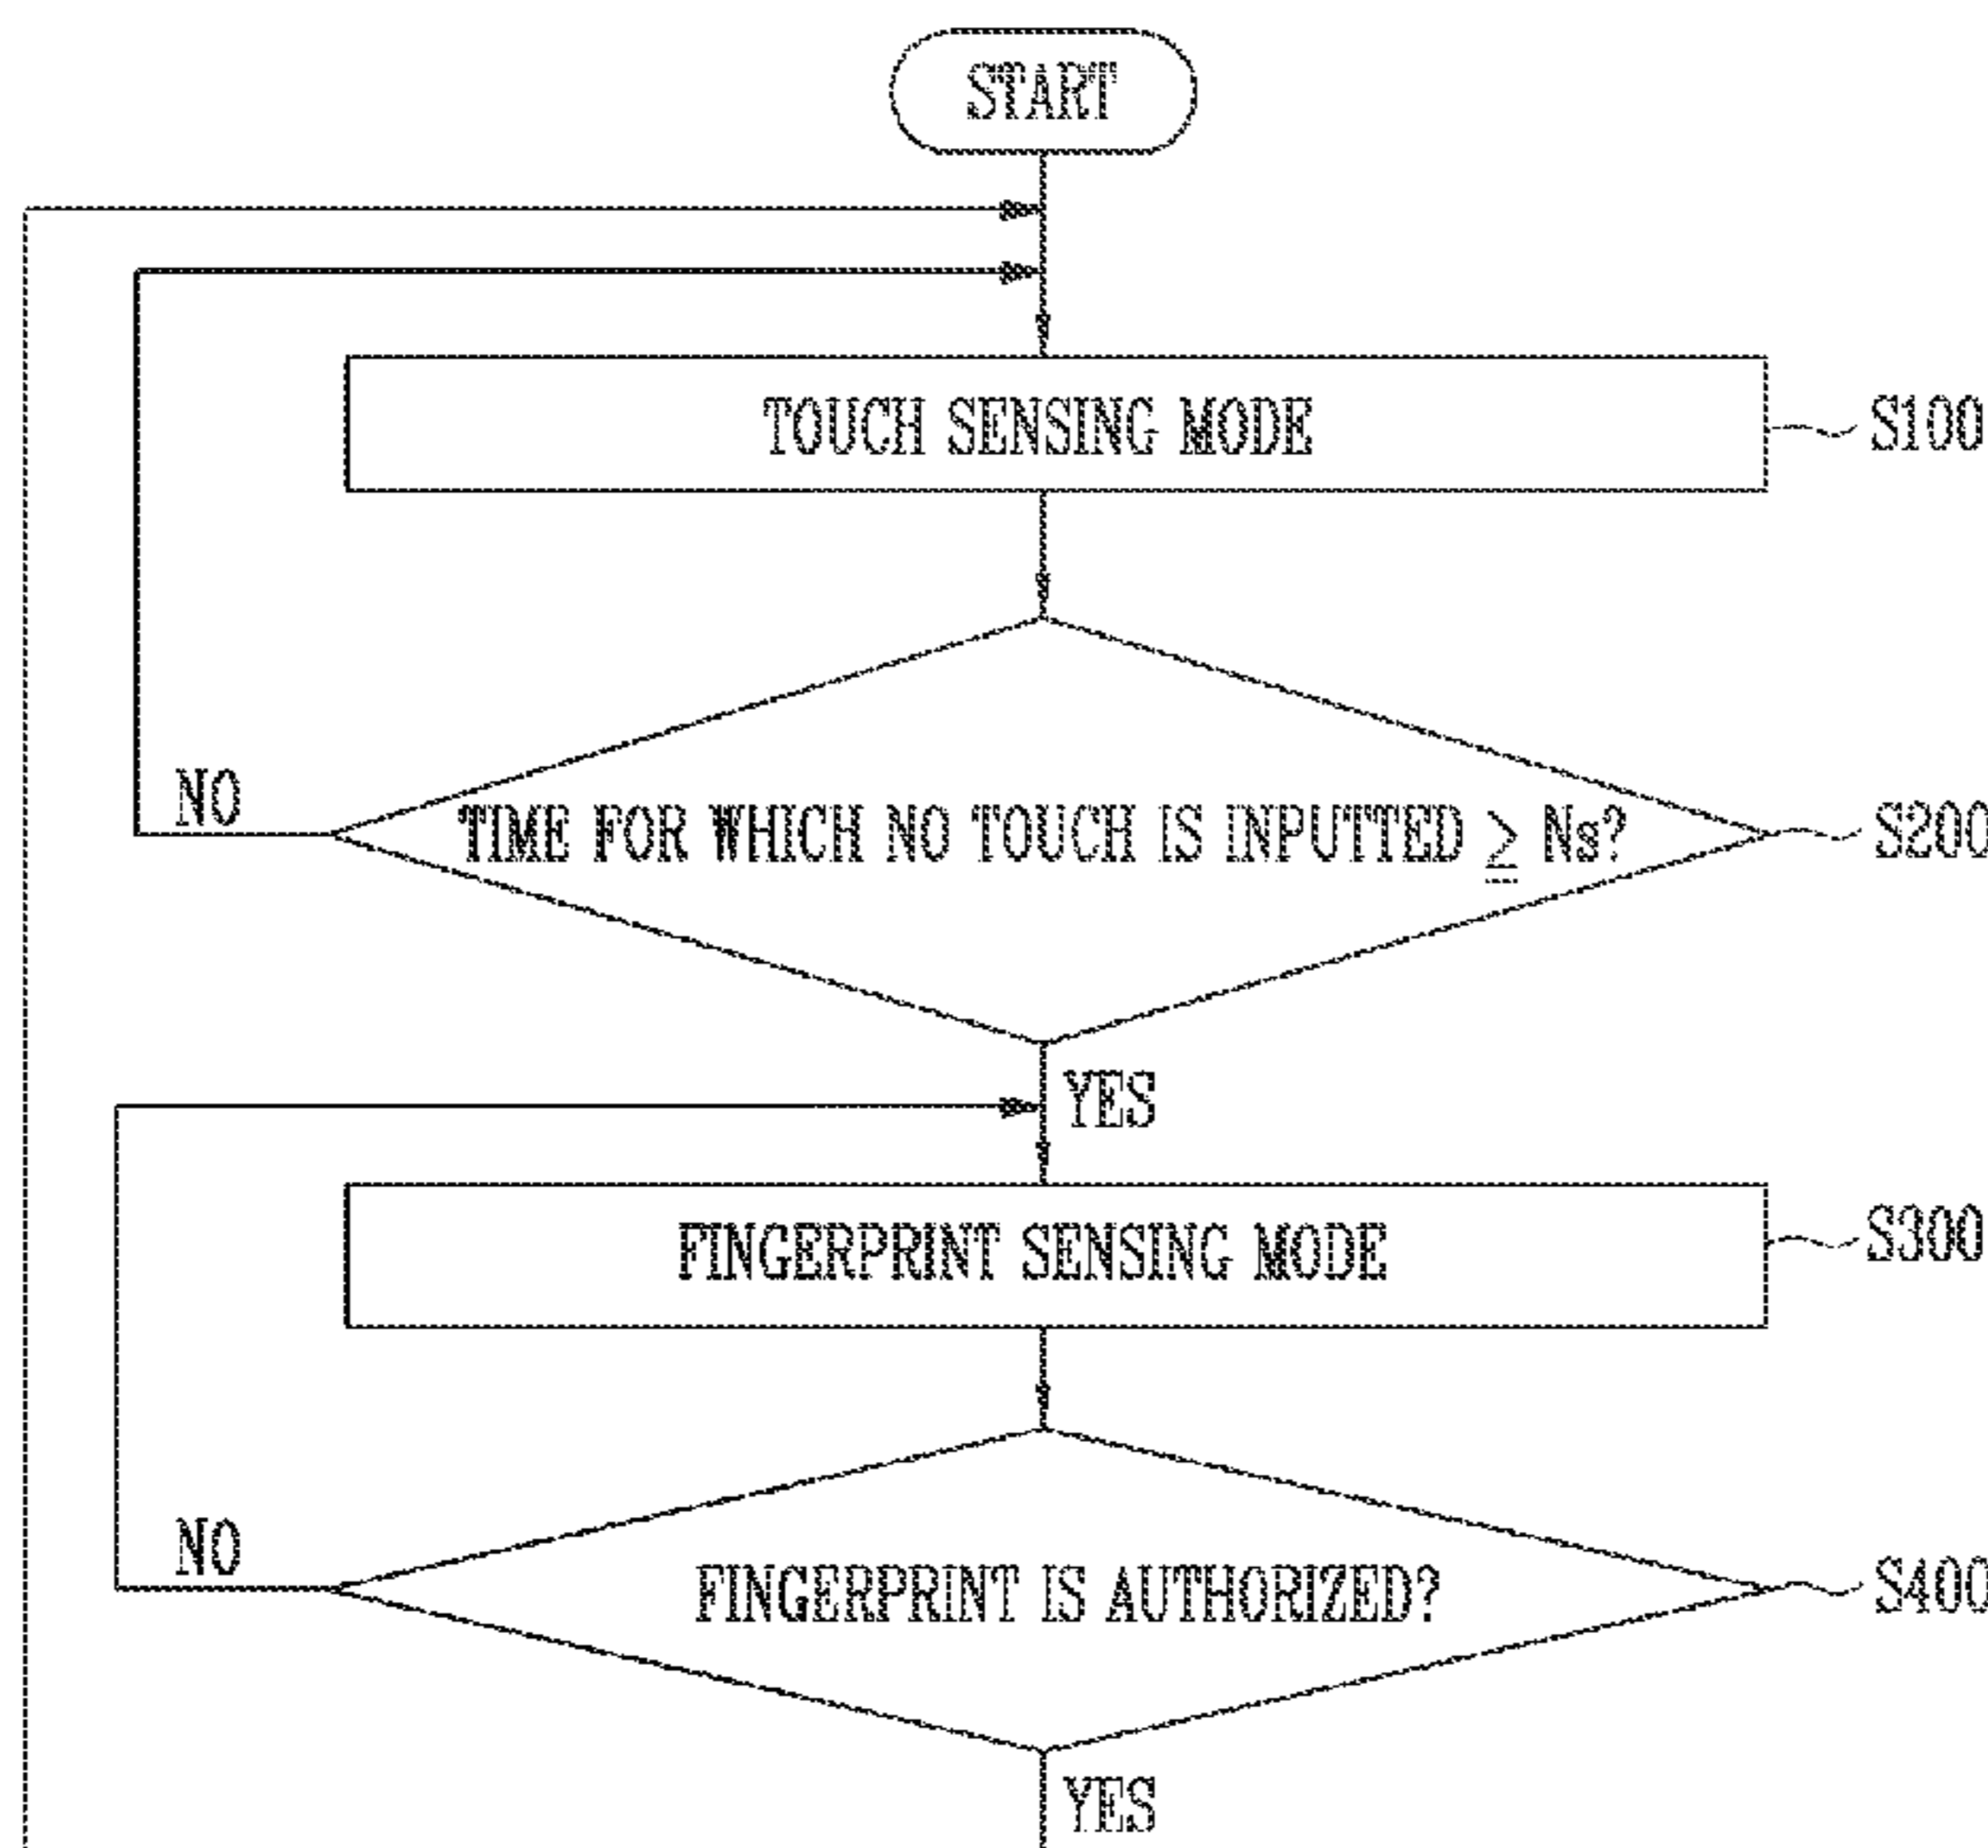 START
TOUCH SENSING MODE
S100
NO
TIME FOR WHICH NO TOUCH IS INPUTTED ≥ Ns?
S200
YES
FINGERPRINT SENSING MODE
S300
NO
FINGERPRINT IS AUTHORIZED?
S400
YES